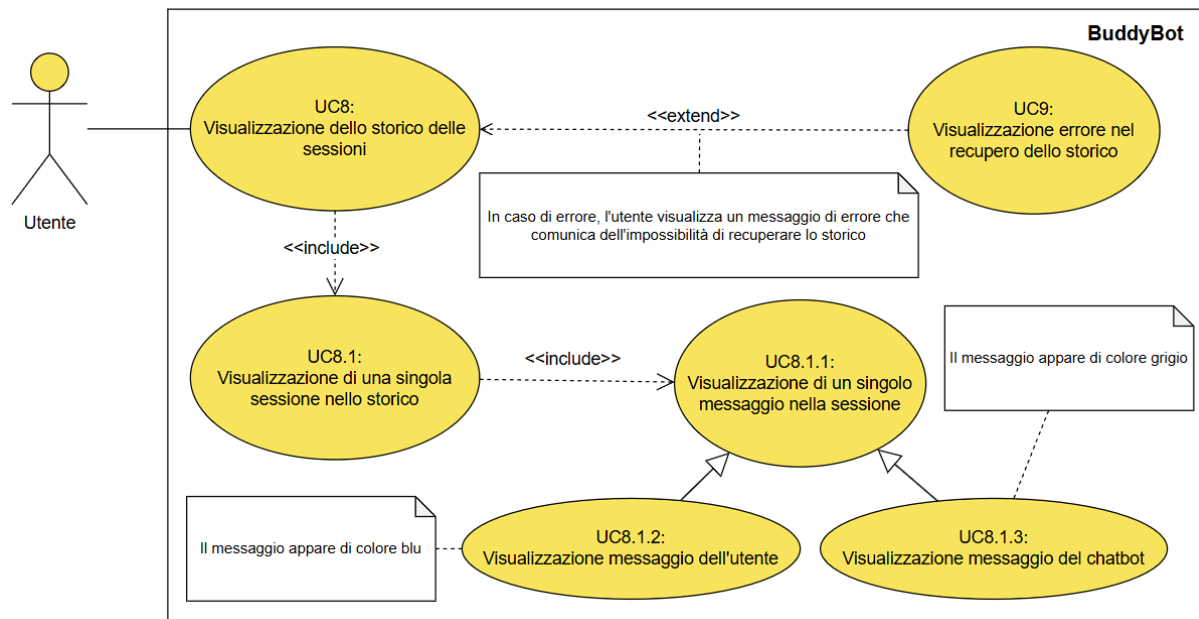 BuddyBot
Utente
UC8:
Visualizzazione dello storico delle
sessioni
<<extend>>
UC9:
Visualizzazione errore nel
recupero dello storico
In caso di errore, l'utente visualizza un messaggio di errore che
comunica dell'impossibilità di recuperare lo storico
<<include>>
UC8.1:
Visualizzazione di una singola
sessione nello storico
<<include>>
UC8.1.1:
Visualizzazione di un singolo
messaggio nella sessione
Il messaggio appare di colore grigio
Il messaggio appare di colore blu
UC8.1.2:
Visualizzazione messaggio dell'utente
UC8.1.3:
Visualizzazione messaggio del chatbot